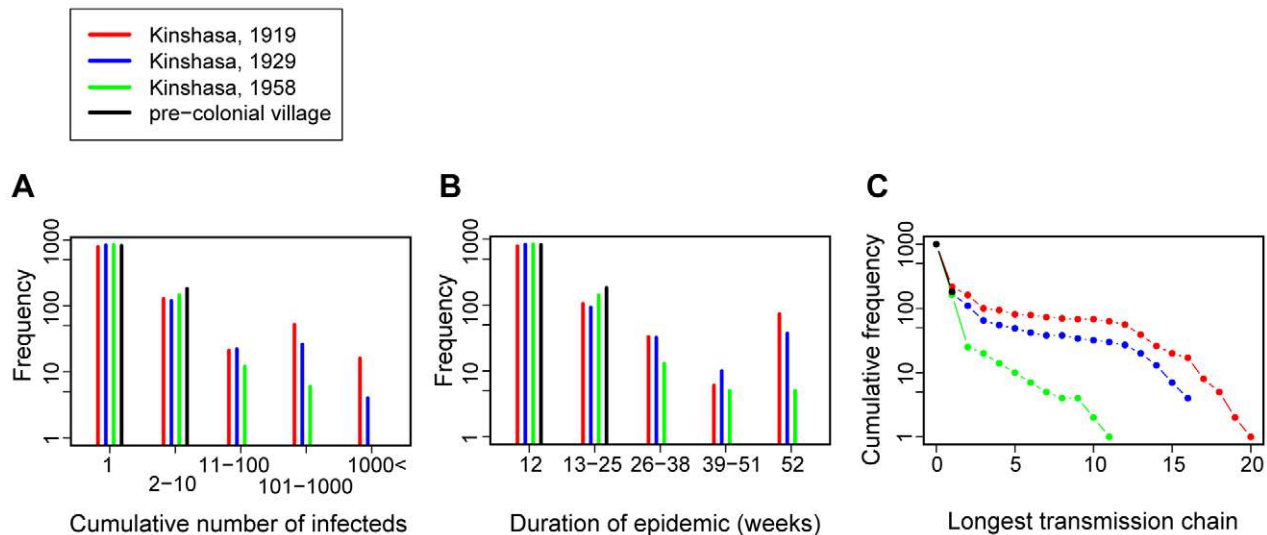 Kinshasa, 1919
Kinshasa, 1929
Kinshasa, 1958
pre−colonial village
A
Frequency
1000
100
10
1
1
2−10
11−100
101−1000
1000<
Cumulative number of infecteds
B
Frequency
1000
100
10
1
12
13−25
26−38
39−51
52
Duration of epidemic (weeks)
C
Cumulative frequency
1000
100
10
1
0
5
10
15
20
Longest transmission chain